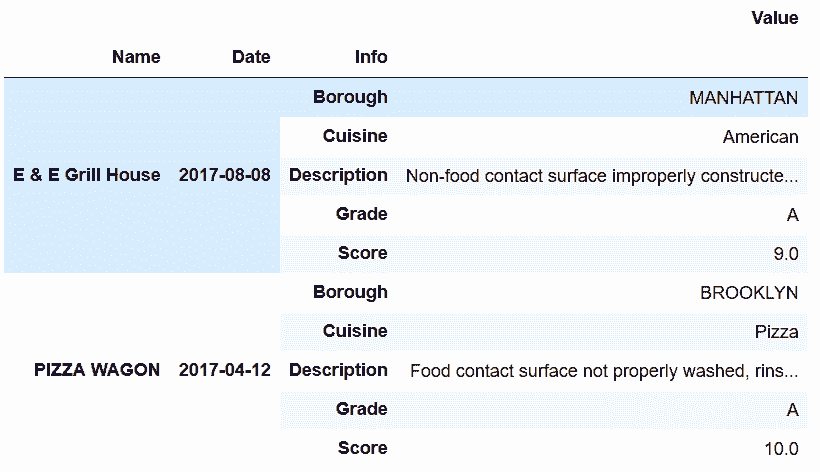 Value
Name Date Info
Borough MANHATTAN
Cuisine American
E & E Grill House 2017-08-08 Description Non-food contact surface improperly constructe...
Grade A
Score 9.0
Borough BROOKLYN
Cuisine Pizza
PIZZA WAGON 2017-04-12 Description Food contact surface not properly washed, rins...
Grade A
Score 10.0